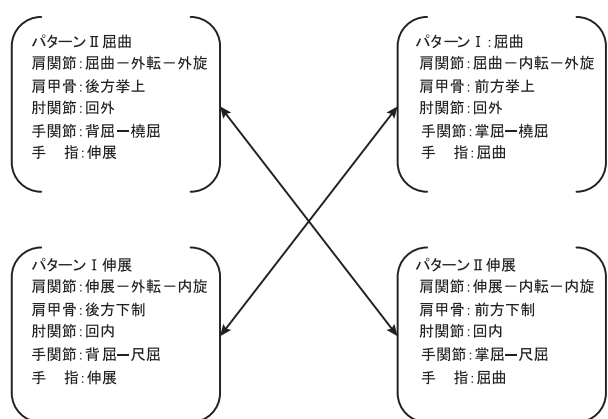 パターンⅡ屈曲
肩関節:屈曲－外転－外旋
肩甲骨:後方挙上
肘関節:回外
手関節:背屈ー橈屈
手　指:伸展
パターンⅠ:屈曲
肩関節:屈曲－内転－外旋
肩甲骨:前方挙上
肘関節:回外
手関節:掌屈ー橈屈
手　指:屈曲
パターンⅠ伸展
肩関節:伸展－外転－内旋
肩甲骨:後方下制
肘関節:回内
手関節:背屈ー尺屈
手　指:伸展
パターンⅡ伸展
肩関節:伸展－内転－内旋
肩甲骨:前方下制
肘関節:回内
手関節:掌屈ー尺屈
手　指:屈曲